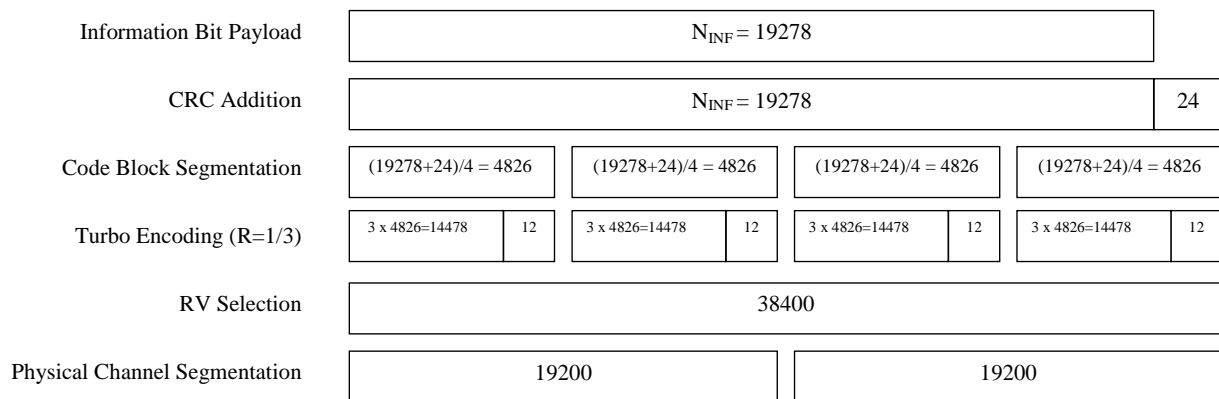 Information Bit Payload N_INF = 19278
CRC Addition N_INF = 19278 24
Code Block Segmentation (19278+24)/4 = 4826 (19278+24)/4 = 4826 (19278+24)/4 = 4826 (19278+24)/4 = 4826
Turbo Encoding (R=1/3) 3 x 4826=14478 12 3 x 4826=14478 12 3 x 4826=14478 12 3 x 4826=14478 12
RV Selection 38400
Physical Channel Segmentation 19200 19200